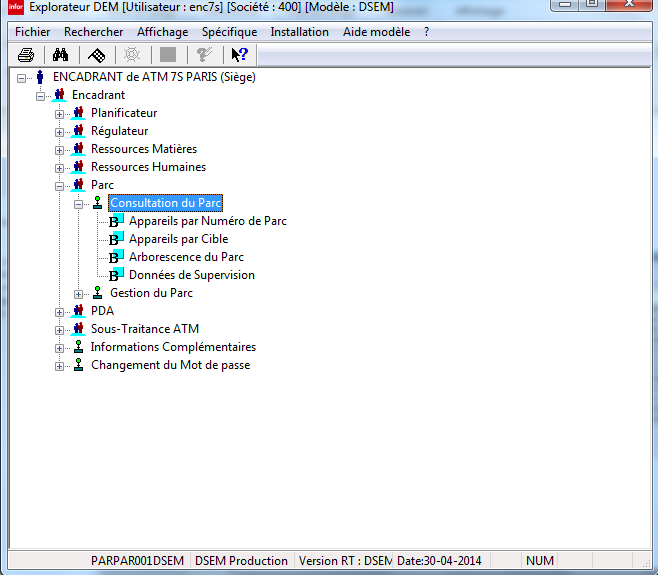 infor Explorateur DEM [Utilisateur : enc7s] [Société : 400] [Modèle : DSEM]
Fichier Rechercher Affichage Spécifique Installation Aide modèle ?
ENCADRANT de ATM 7S PARIS (Siège)
Encadrant
Planificateur
Régulateur
Ressources Matières
Ressources Humaines
Parc
Consultation du Parc
B Appareils par Numéro de Parc
B Appareils par Cible
B Arborescence du Parc
B Données de Supervision
Gestion du Parc
PDA
Sous-Traitance ATM
Informations Complémentaires
Changement du Mot de passe
PARPAR001DSEM DSEM Production Version RT : DSEM Date:30-04-2014 NUM